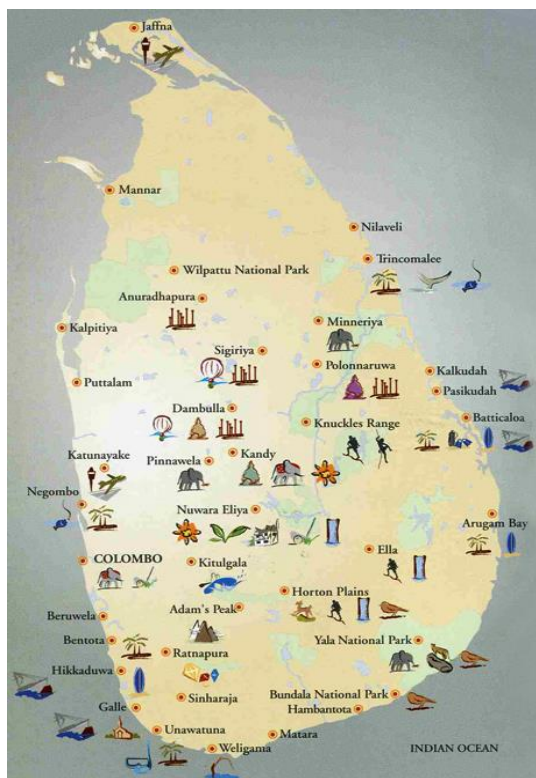 Jaffna
Mannar
Nilaveli
Trincomalee
Wilpattu National Park
Anuradhapura
Kalpitiya
Minneriya
Sigiriya
Polonnaruwa
Kalkudah
Puttalam
Pasikudah
Dambulla
Batticaloa
Knuckles Range
Katunayake
Pinnawela
Kandy
Negombo
Nuwara Eliya
Arugam Bay
Ella
COLOMBO
Kitulgala
Horton Plains
Adam's Peak
Beruwela
Bentota
Yala National Park
Ratnapura
Hikkaduwa
Sinharaja
Bundala National Park
Galle
Hambantota
Unawatuna
Matara
Weligama
INDIAN OCEAN